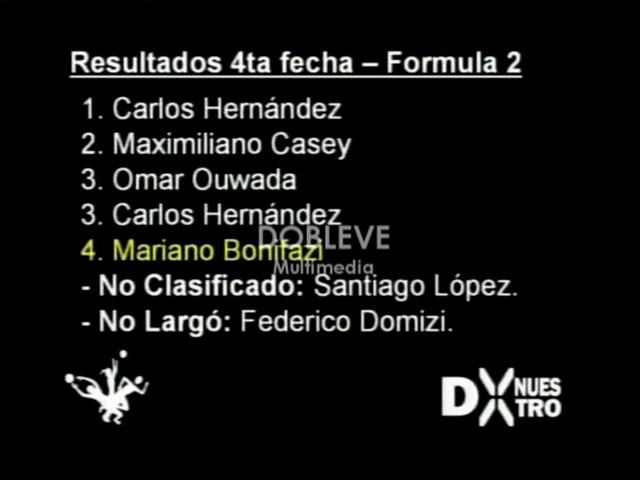 Resultados 4ta fecha – Formula 2
1. Carlos Hernández
2. Maximiliano Casey
3. Omar Ouwada
3. Carlos Hernández
4. Mariano Bonifazi
- No Clasificado: Santiago López.
- No Largó: Federico Domizi.
DOBLEVE
Multimedia
DX NUES
TRO